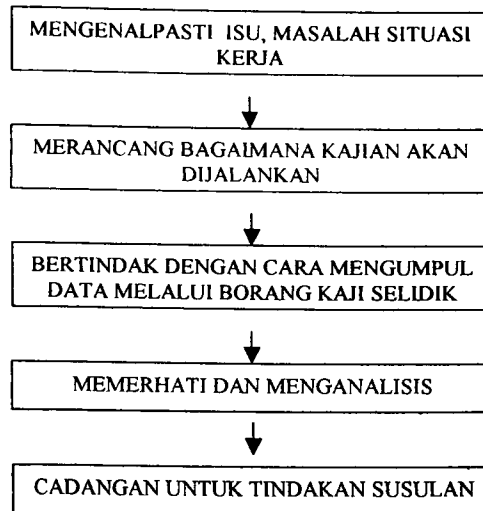 MENGENALPASTI ISU, MASALAH SITUASI
KERJA
MERANCANG BAGAIMANA KAJIAN AKAN
DIJALANKAN
BERTINDAK DENGAN CARA MENGUMPUL
DATA MELALUI BORANG KAJI SELIDIK
MEMERHATI DAN MENGANALISIS
CADANGAN UNTUK TINDAKAN SUSULAN